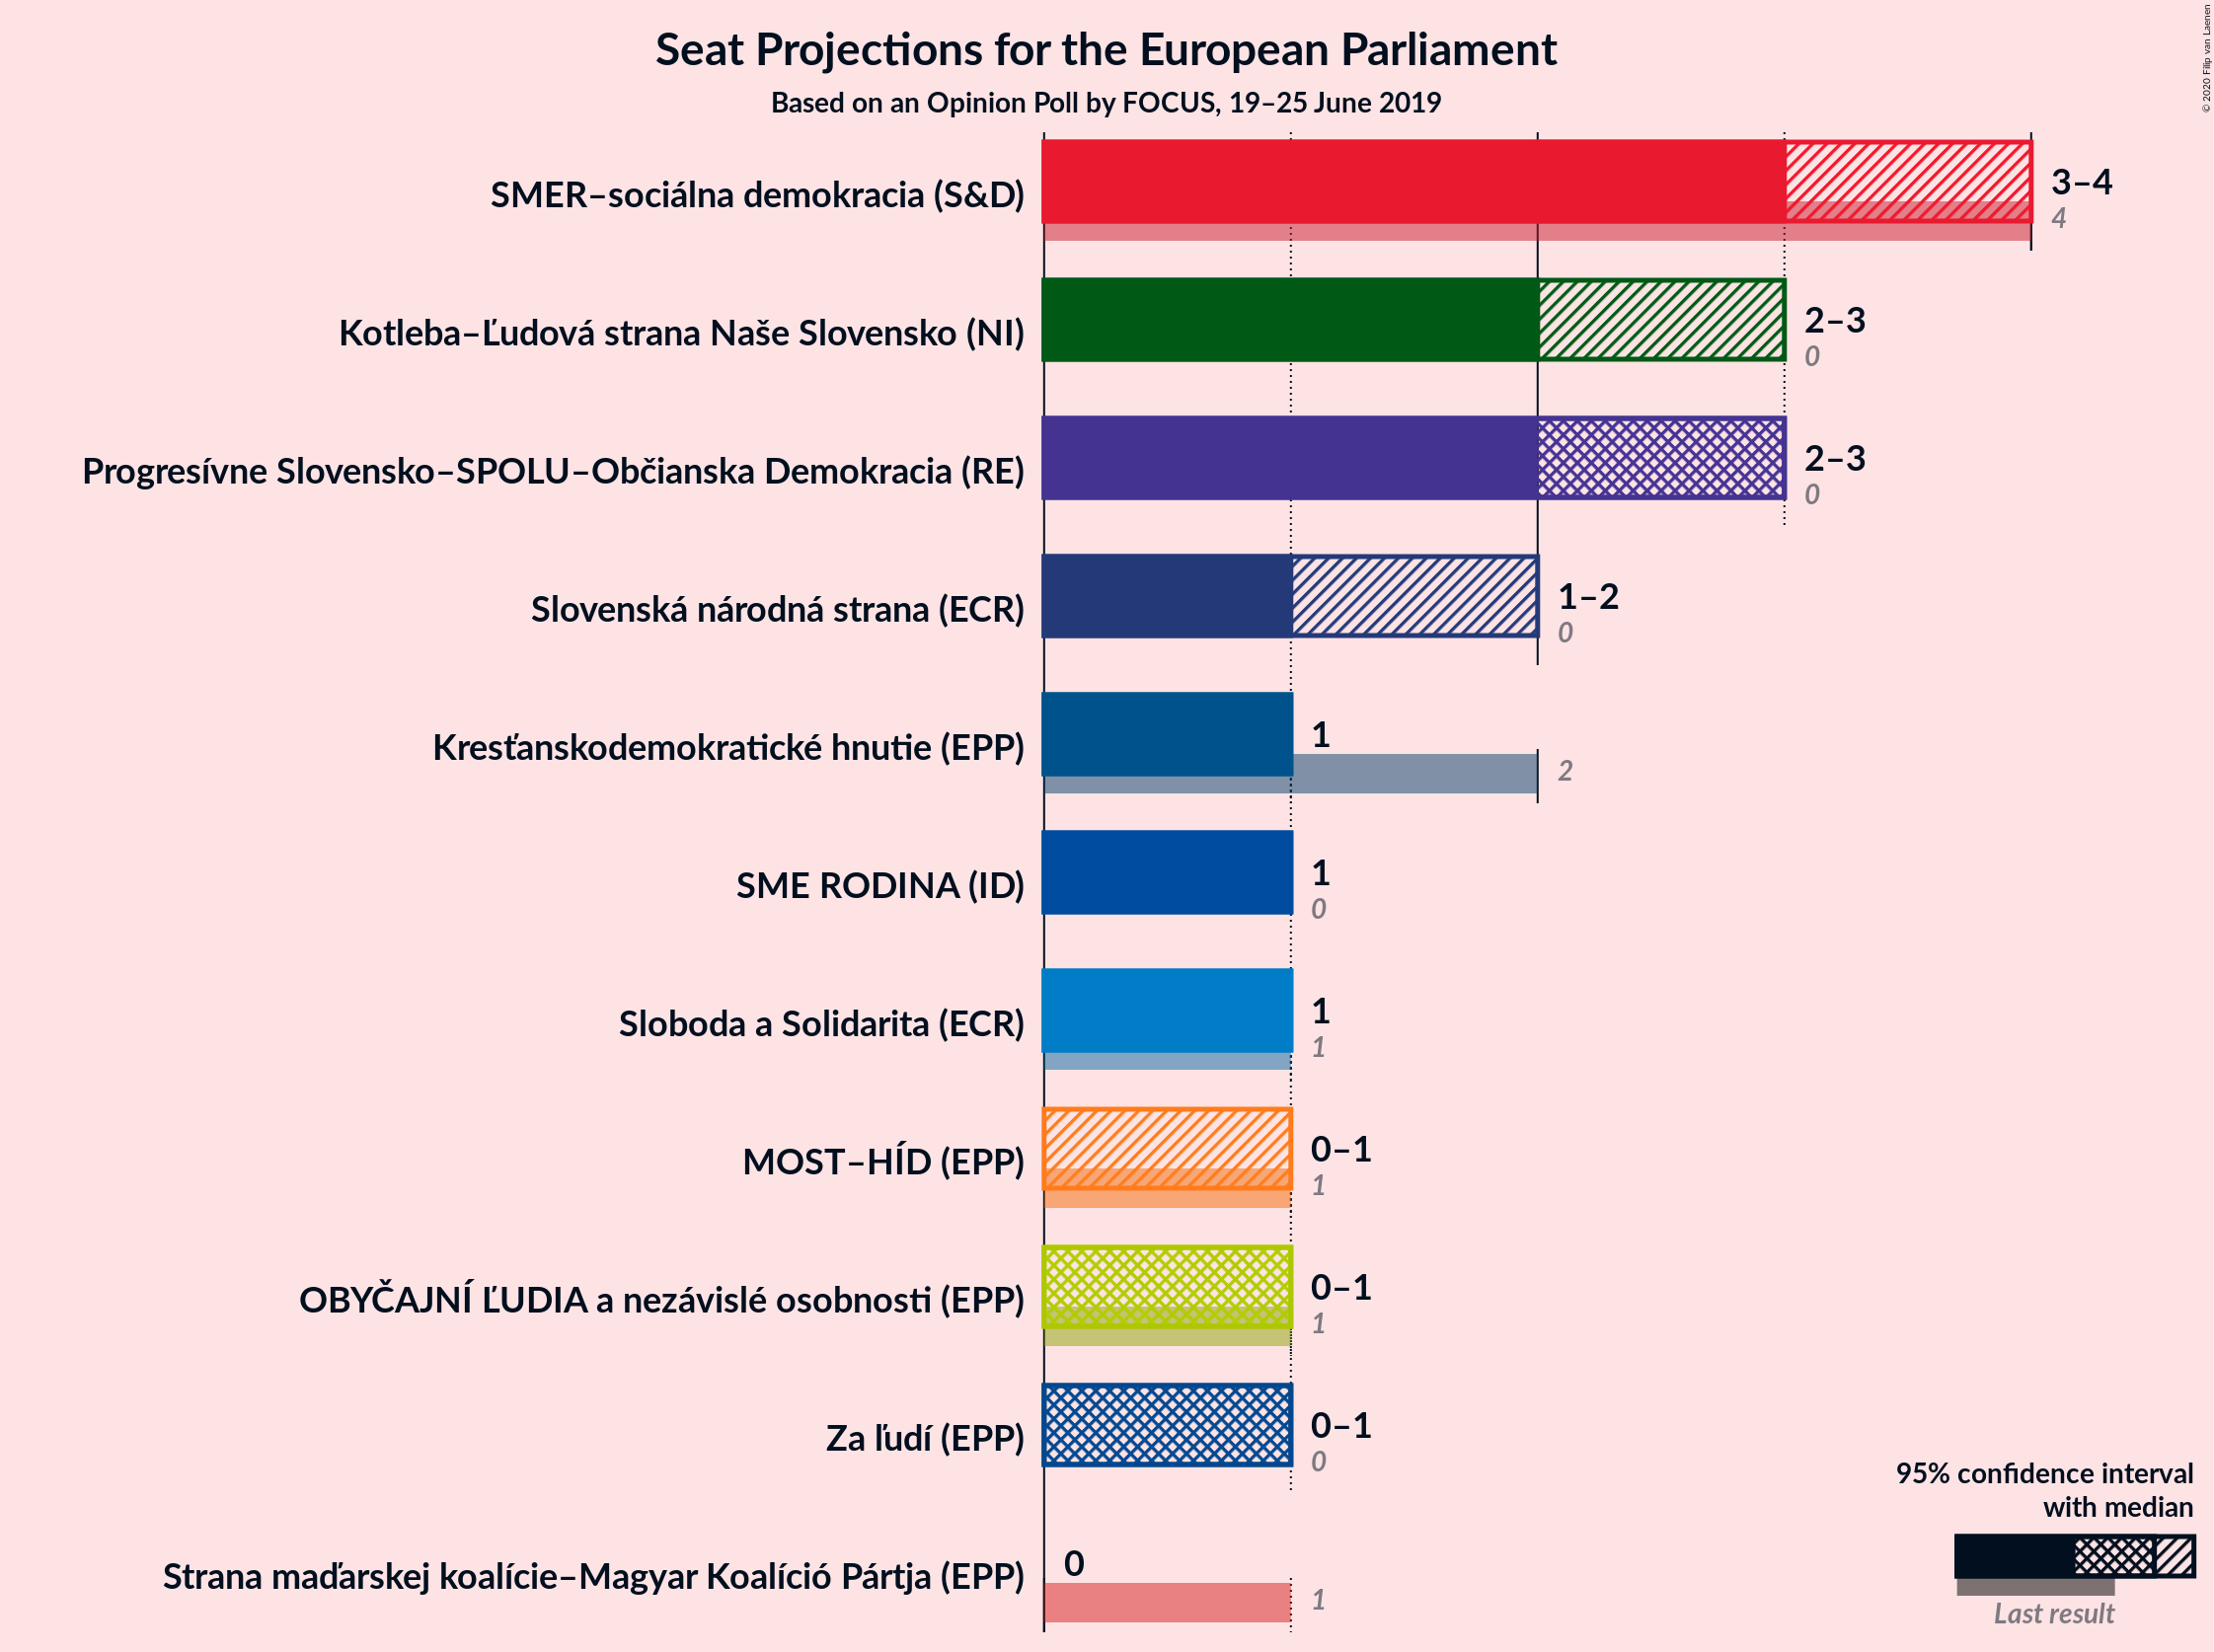 Seat Projections for the European Parliament
Based on an Opinion Poll by FOCUS, 19–25 June 2019
© 2020 Filip van Laenen
SMER–sociálna demokracia (S&D)
3–4
4
Kotleba–Ľudová strana Naše Slovensko (NI)
2–3
0
Progresívne Slovensko–SPOLU–Občianska Demokracia (RE)
2–3
0
Slovenská národná strana (ECR)
1–2
0
Kresťanskodemokratické hnutie (EPP)
1
2
SME RODINA (ID)
1
0
Sloboda a Solidarita (ECR)
1
1
MOST–HÍD (EPP)
0–1
1
OBYČAJNÍ ĽUDIA a nezávislé osobnosti (EPP)
0–1
1
Za ľudí (EPP)
0–1
0
Strana maďarskej koalície–Magyar Koalíció Pártja (EPP)
0
1
95% confidence interval
with median
Last result